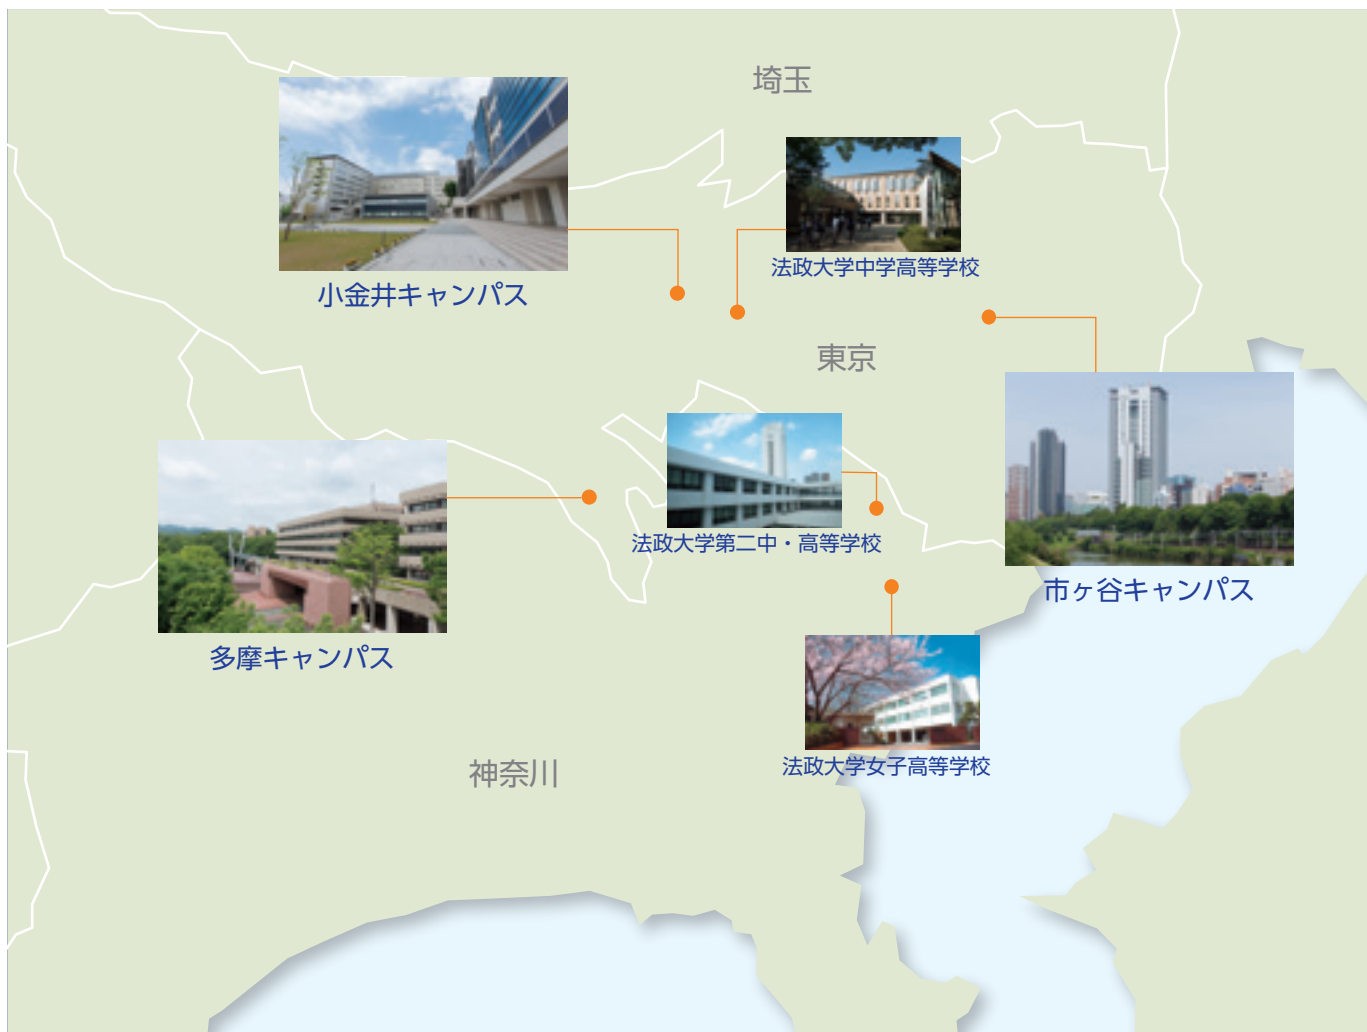 埼玉
法政大学中学高等学校
小金井キャンパス
東京
法政大学第二中・高等学校
市ヶ谷キャンパス
多摩キャンパス
法政大学女子高等学校
神奈川